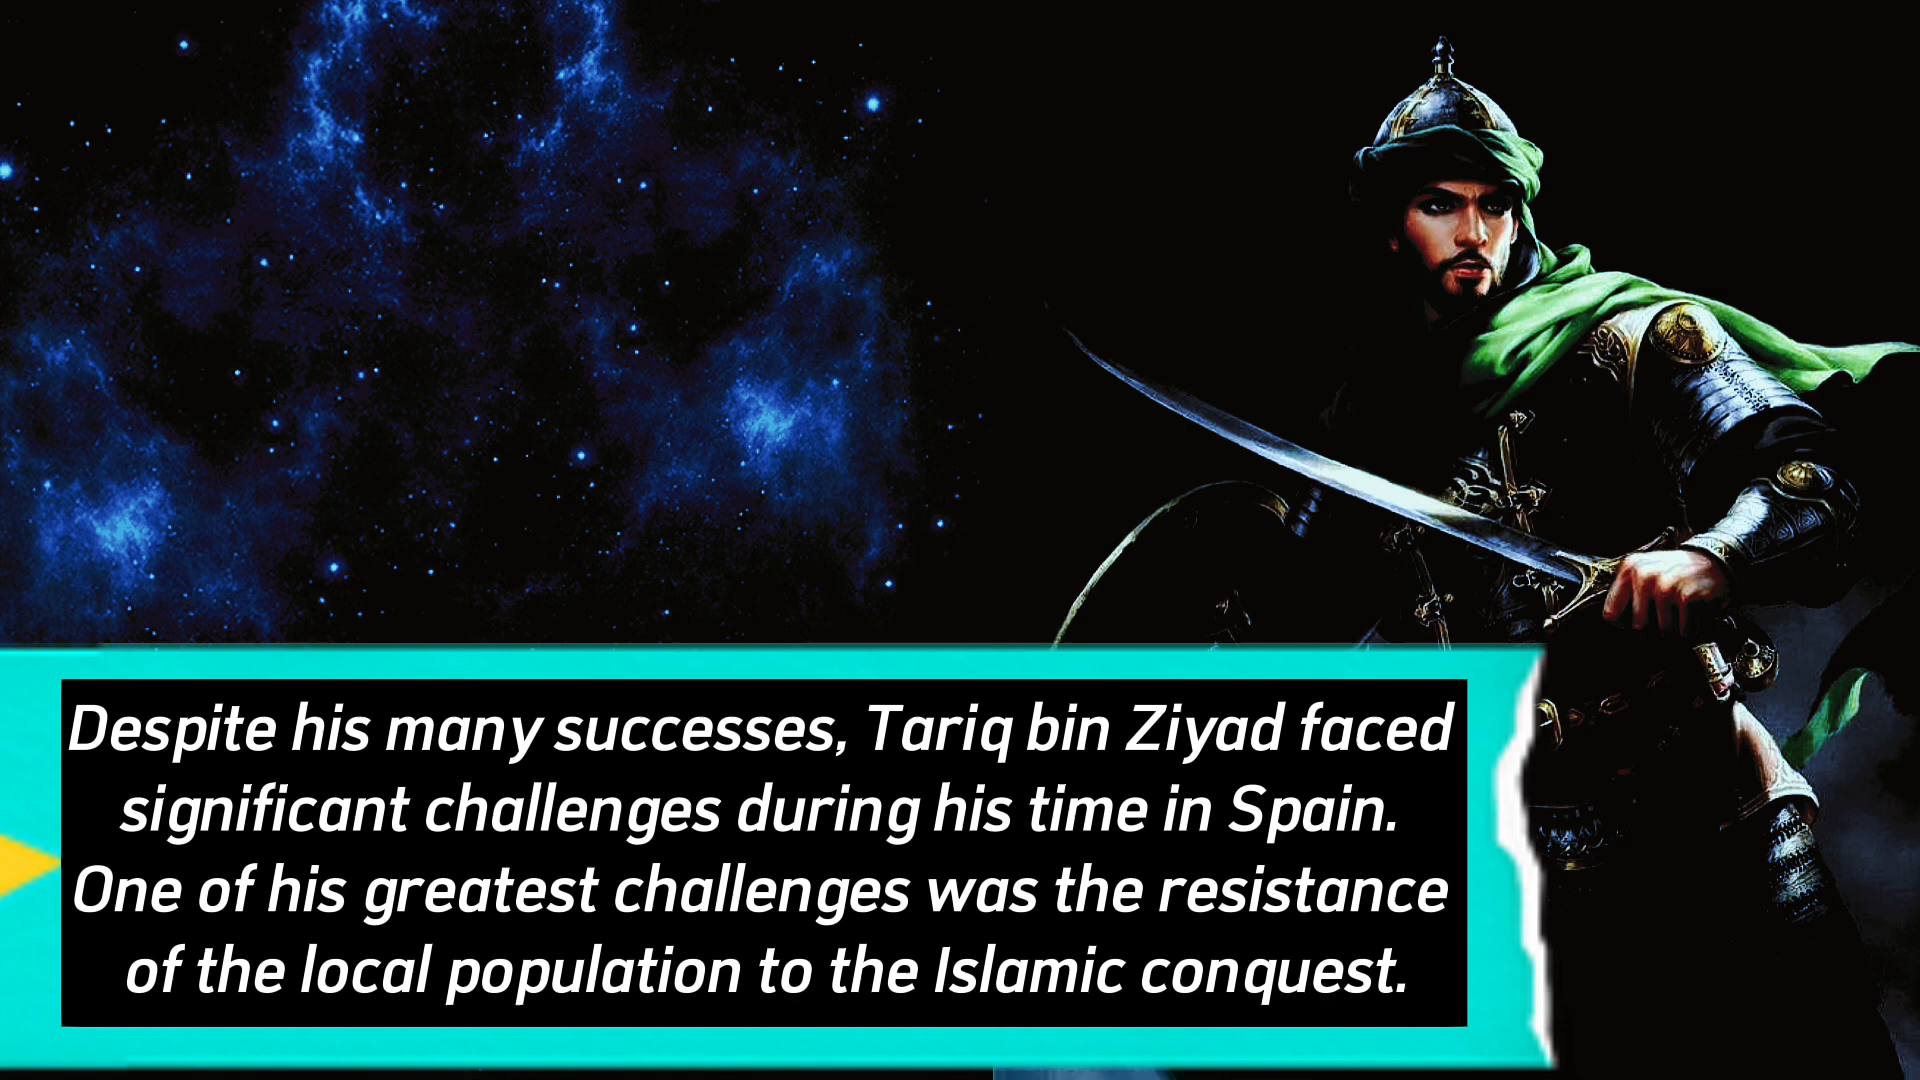 Despite his many successes, Tariq bin Ziyad faced
significant challenges during his time in Spain.
One of his greatest challenges was the resistance
of the local population to the Islamic conquest.